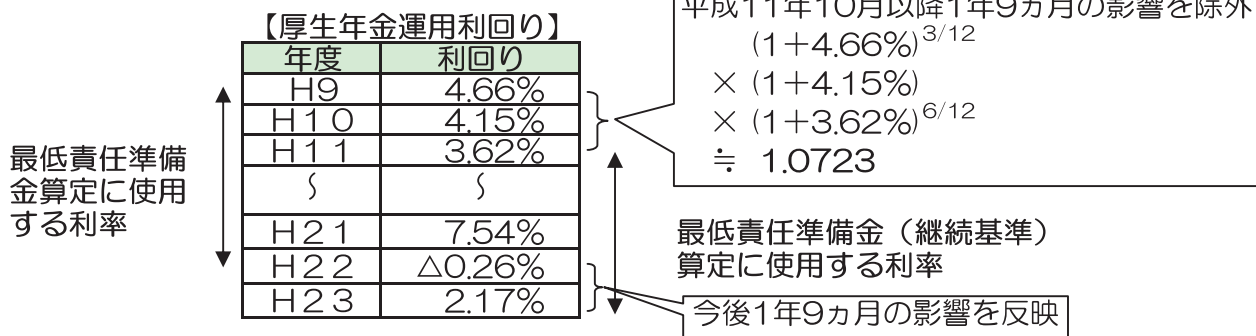 平成11年10月以降1年9ヵ月の影響を除外
(1＋4.66%)3/12
× (1＋4.15%)
× (1＋3.62%)6/12
≒ 1.0723
【厚生年金運用利回り】
年度 利回り
H9 4.66%
H10 4.15%
H11 3.62%
〜 〜
H21 7.54%
H22 △0.26%
H23 2.17%
最低責任準備
金算定に使用
する利率
最低責任準備金（継続基準）
算定に使用する利率
今後1年9ヵ月の影響を反映